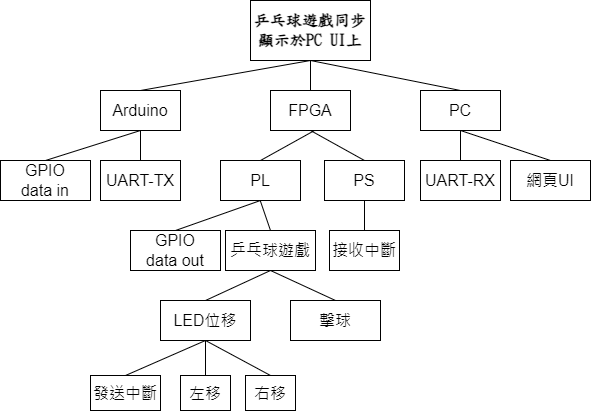 乒乓球遊戲同步
顯示於PC UI上
Arduino
FPGA
PC
GPIO
data in
UART-TX
PL
PS
UART-RX
網頁UI
GPIO
data out
乒乓球遊戲
接收中斷
LED位移
擊球
發送中斷
左移
右移